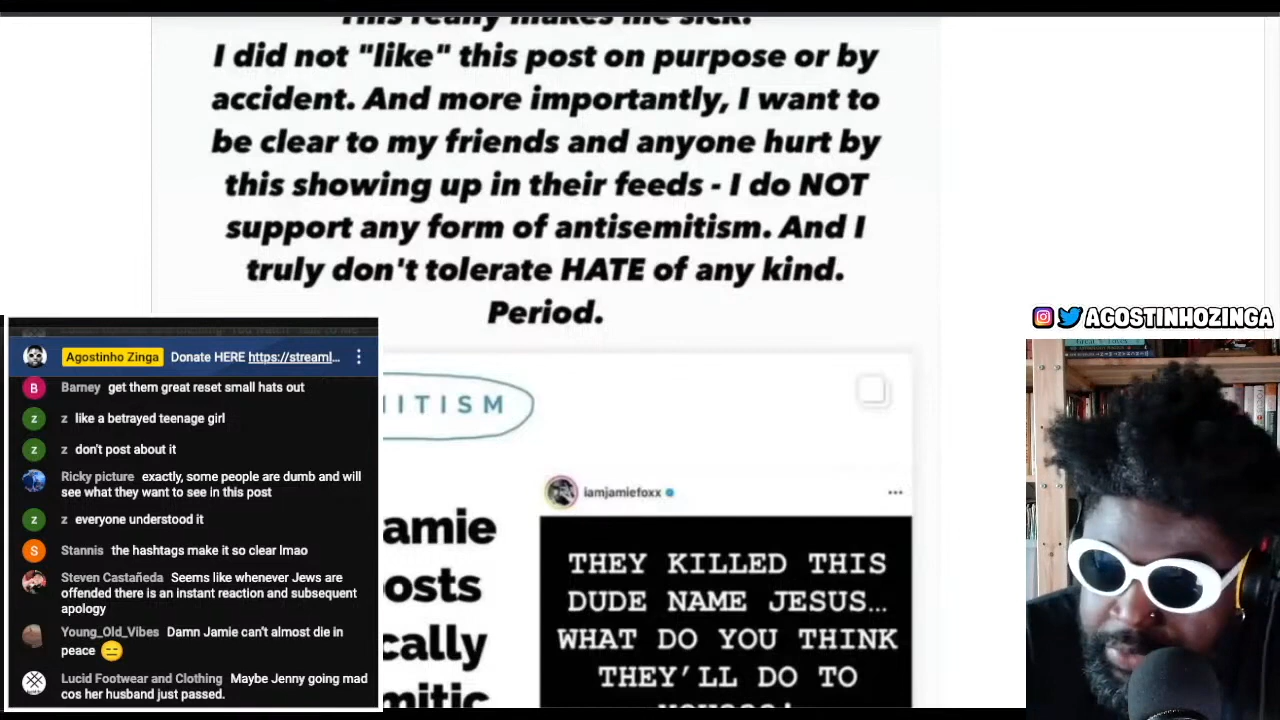 This really makes me sick.
I did not "like" this post on purpose or by
accident. And more importantly, I want to
be clear to my friends and anyone hurt by
this showing up in their feeds - I do NOT
support any form of antisemitism. And I
truly don't tolerate HATE of any kind.
Period.
AGOSTINHOZINGA
Agostinho Zinga Donate HERE https://streaml...
B Barney get them great reset small hats out
z z like a betrayed teenage girl
z z don't post about it
Ricky picture exactly, some people are dumb and will
see what they want to see in this post
z z everyone understood it
S Stannis the hashtags make it so clear lmao
Steven Castañeda Seems like whenever Jews are
offended there is an instant reaction and subsequent
apology
Young_Old_Vibes Damn Jamie can't almost die in
peace
Lucid Footwear and Clothing Maybe Jenny going mad
cos her husband just passed.
ITISM
amie
osts
cally
mitic
iamjamiefoxx
THEY KILLED THIS
DUDE NAME JESUS...
WHAT DO YOU THINK
THEY'LL DO TO